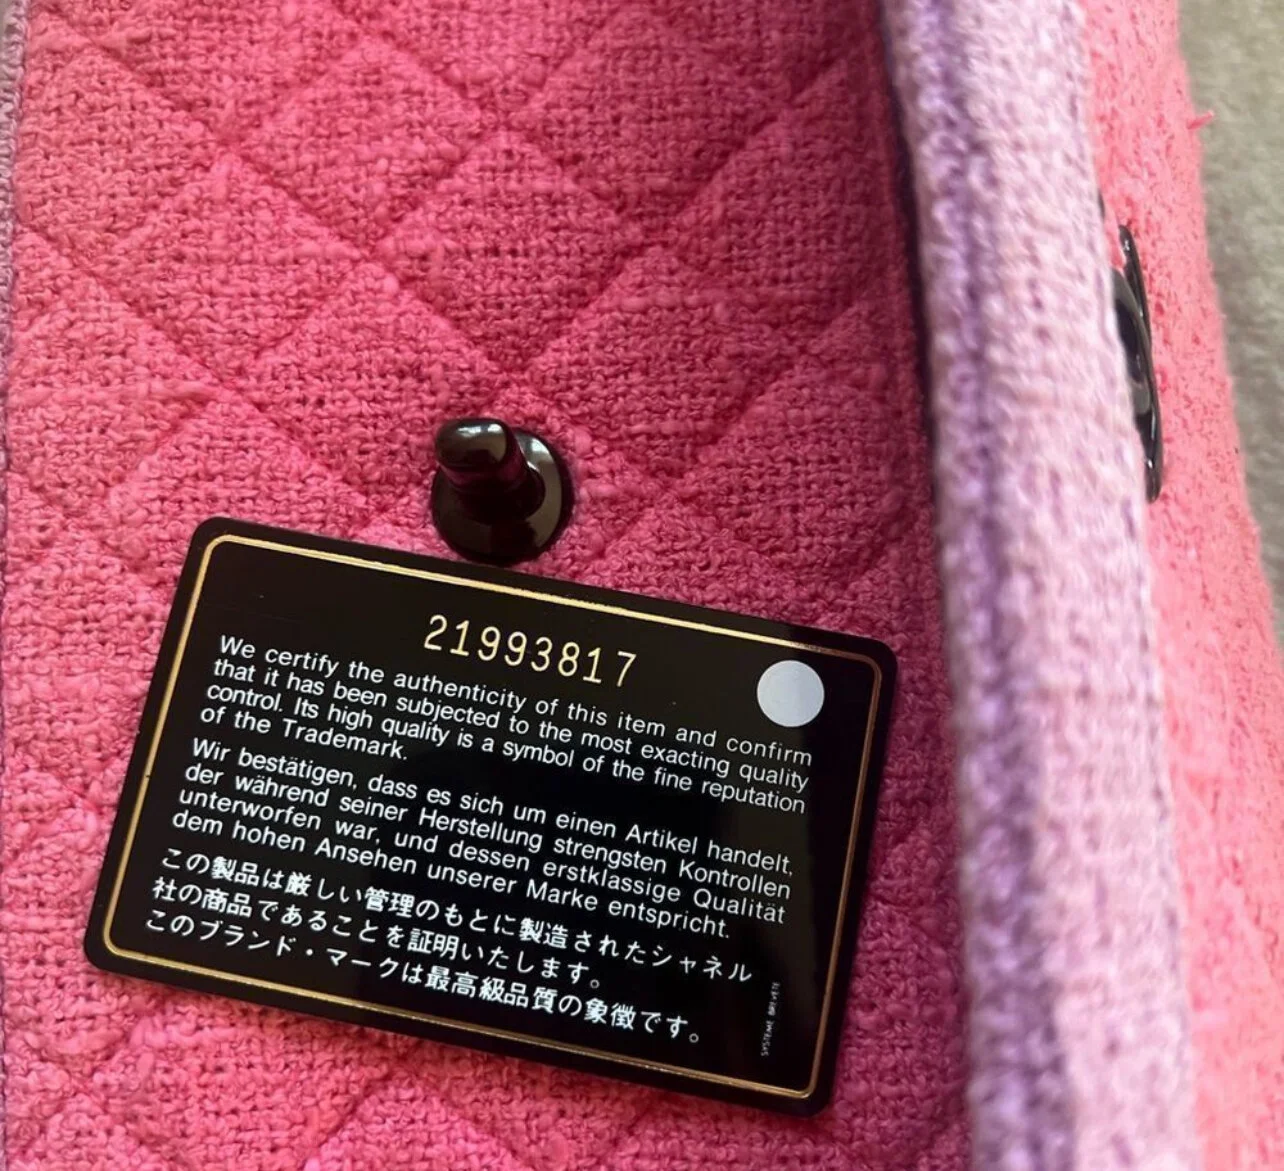 21993817
We certify the authenticity of this item and confirm
that it has been subjected to the most exacting quality
control. Its high quality is a symbol of the fine reputation
of the Trademark.
Wir bestätigen, dass es sich um einen Artikel handelt,
der während seiner Herstellung strengsten Kontrollen
unterworfen war, und dessen erstklassige Qualität
dem hohen Ansehen unserer Marke entspricht.
この製品は厳しい管理のもとに製造されたシャネル
社の商品であることを証明いたします。
このブランド・マークは最高級品質の象徴です。
SYSTEME BREVETE